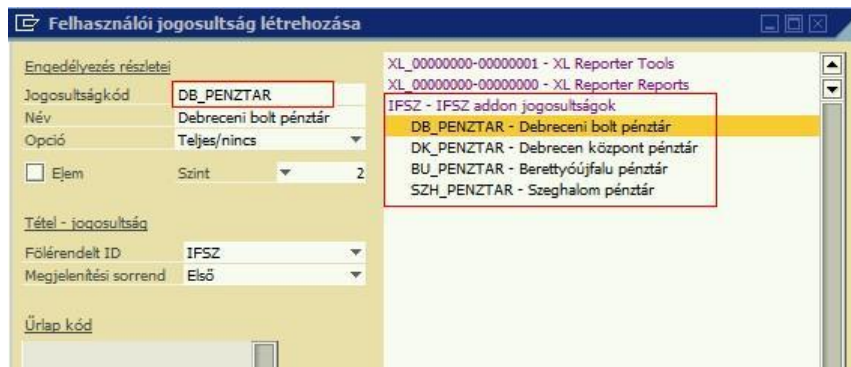 Felhasználói jogosultság létrehozása
Engedélyezés részletei
Jogosultságkód DB_PENZTAR
Név Debreceni bolt pénztár
Opció Teljes/nincs
Elem Szint 2
Tétel - jogosultság
Fölérendelt ID IFSZ
Megjelenítési sorrend Első
Űrlap kód
XL_00000000-00000001 - XL Reporter Tools
XL_00000000-00000000 - XL Reporter Reports
IFSZ - IFSZ addon jogosultságok
DB_PENZTAR - Debreceni bolt pénztár
DK_PENZTAR - Debrecen központ pénztár
BU_PENZTAR - Berettyóújfalu pénztár
SZH_PENZTAR - Szeghalom pénztár